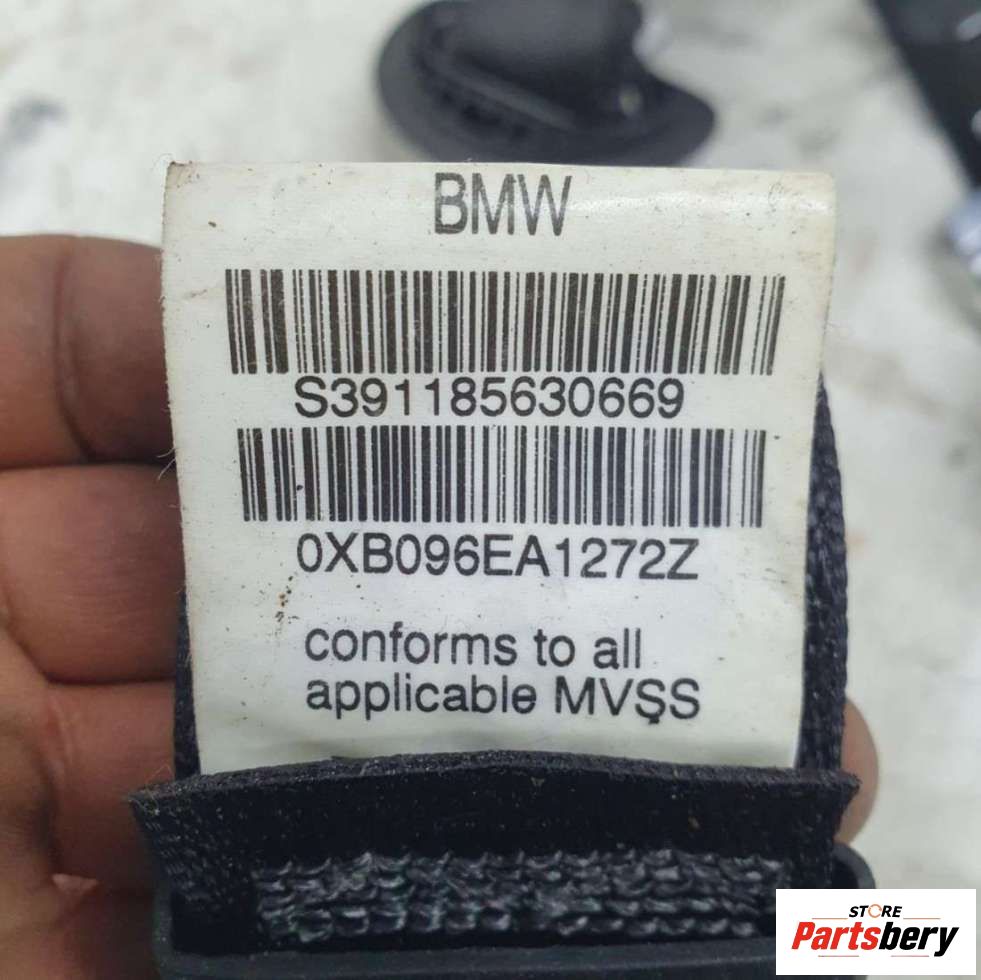 BMW
S391185630669
0XB096EA1272Z
conforms to all
applicable MVSS
STORE
Partsbery